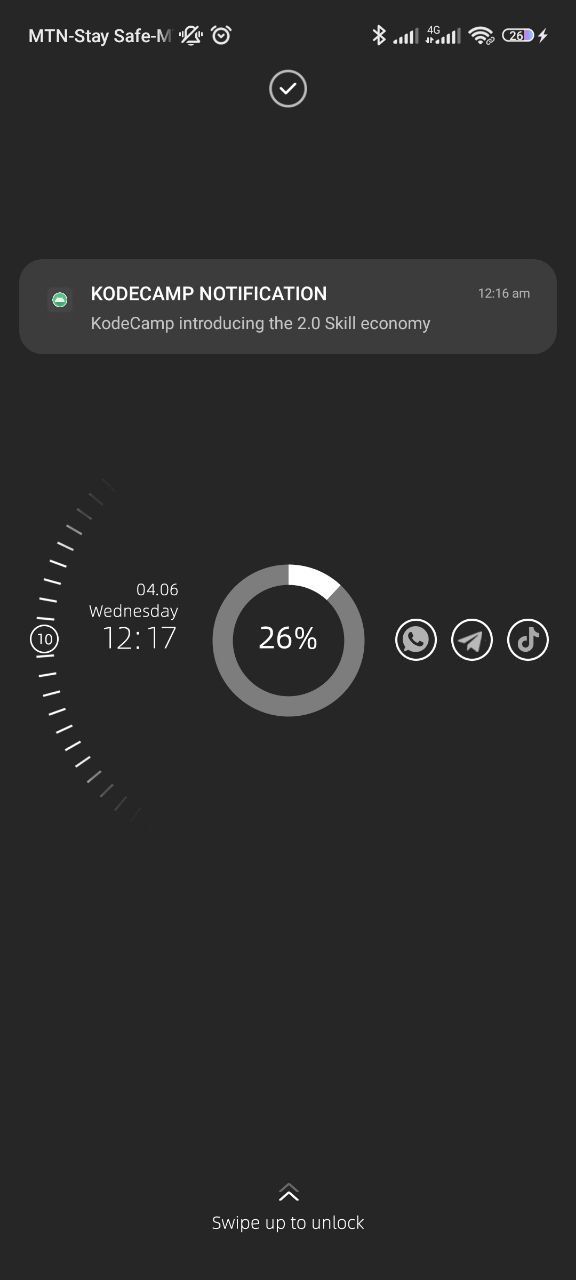 MTN-Stay Safe-M
4G
26
KODECAMP NOTIFICATION
12:16 am
KodeCamp introducing the 2.0 Skill economy
04.06
Wednesday
12:17
10
26%
Swipe up to unlock